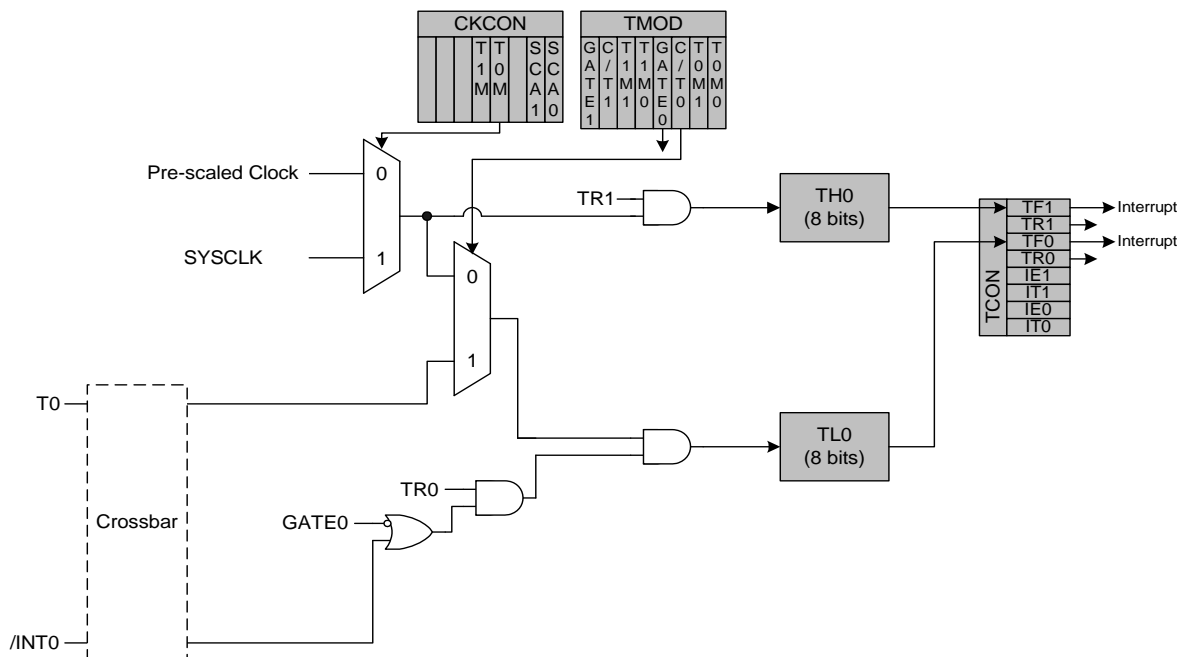 CKCON
T1M T0M SCA1 SCA0
TMOD
GATE1 C/T1 T1M1 T1M0 GATE0 C/T0 T0M1 T0M0
Pre-scaled Clock
0
SYSCLK
1
0
1
TR1
TH0
(8 bits)
TCON
TF1
TR1
TF0
TR0
IE1
IT1
IE0
IT0
Interrupt
Interrupt
T0
Crossbar
/INT0
TR0
GATE0
TL0
(8 bits)